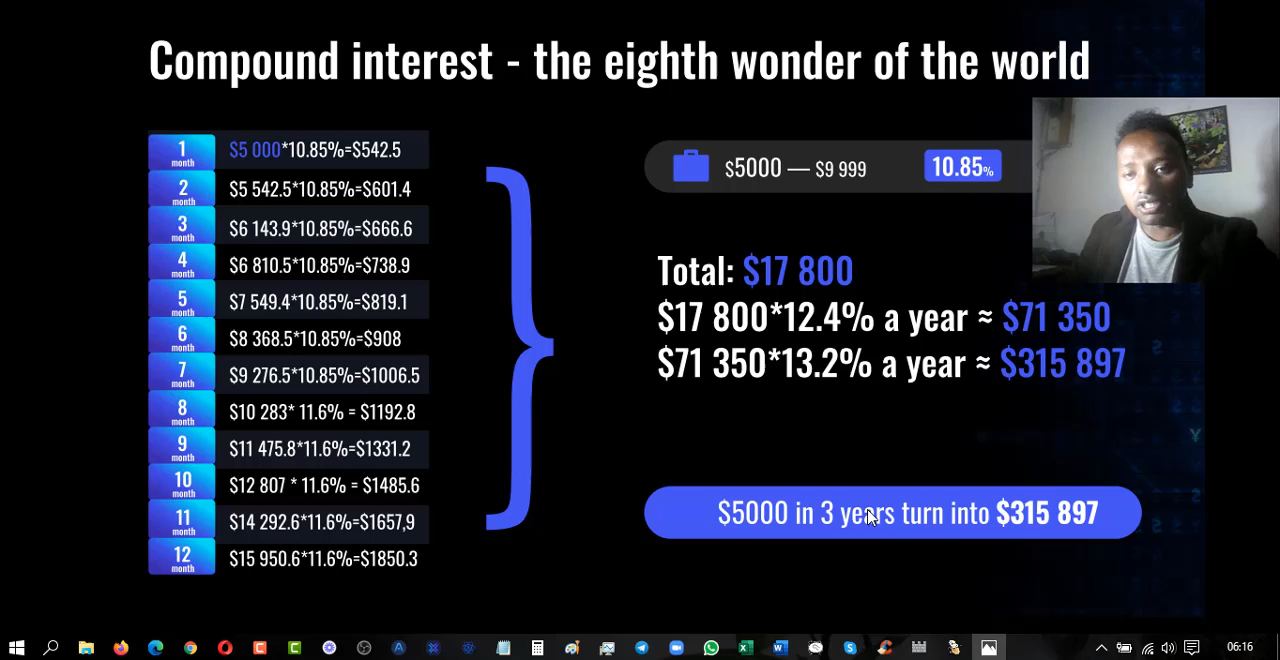 Compound interest - the eighth wonder of the world
1 month $5 000*10.85%=$542.5
2 month $5 542.5*10.85%=$601.4
3 month $6 143.9*10.85%=$666.6
4 month $6 810.5*10.85%=$738.9
5 month $7 549.4*10.85%=$819.1
6 month $8 368.5*10.85%=$908
7 month $9 276.5*10.85%=$1006.5
8 month $10 283* 11.6% = $1192.8
9 month $11 475.8*11.6%=$1331.2
10 month $12 807 * 11.6% = $1485.6
11 month $14 292.6*11.6%=$1657,9
12 month $15 950.6*11.6%=$1850.3
$5000 — $9 999 10.85%
Total: $17 800
$17 800*12.4% a year ≈ $71 350
$71 350*13.2% a year ≈ $315 897
$5000 in 3 years turn into $315 897
06:16